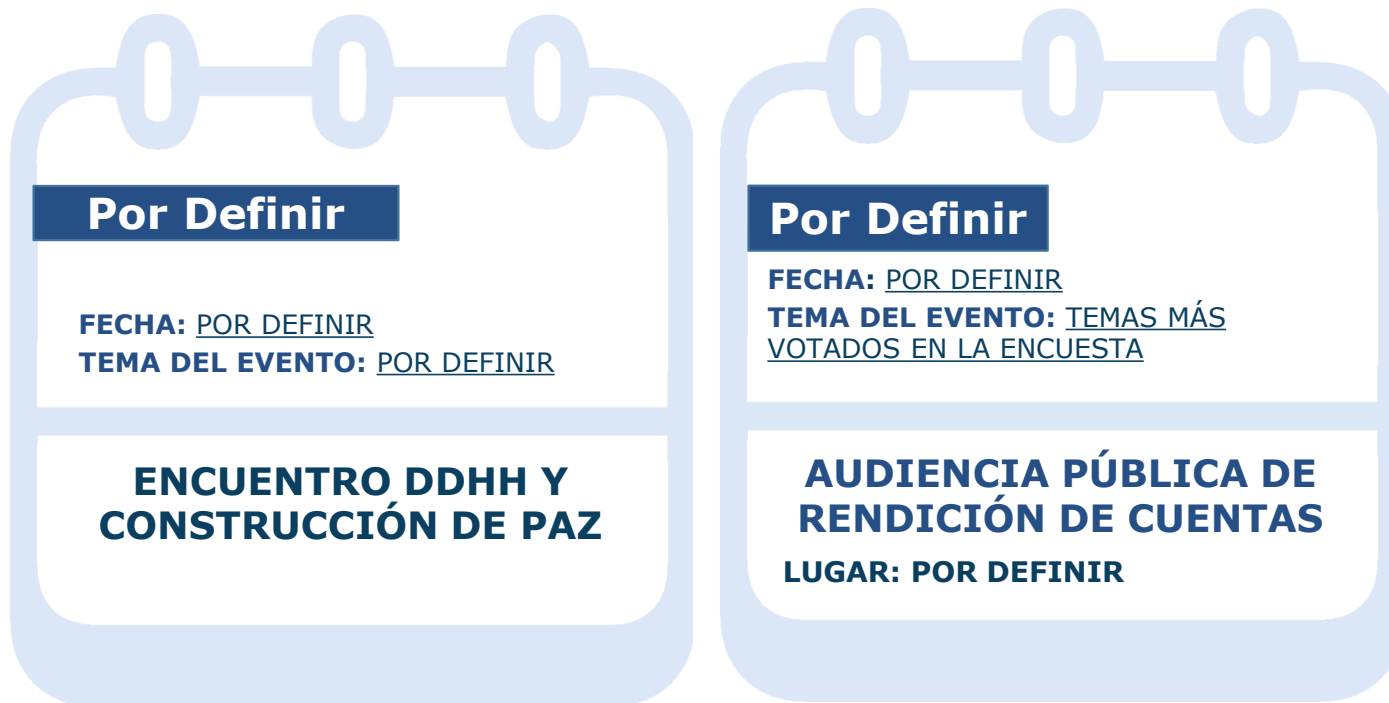 Por Definir
FECHA: POR DEFINIR
TEMA DEL EVENTO: POR DEFINIR
ENCUENTRO DDHH Y
CONSTRUCCIÓN DE PAZ
Por Definir
FECHA: POR DEFINIR
TEMA DEL EVENTO: TEMAS MÁS
VOTADOS EN LA ENCUESTA
AUDIENCIA PÚBLICA DE
RENDICIÓN DE CUENTAS
LUGAR: POR DEFINIR